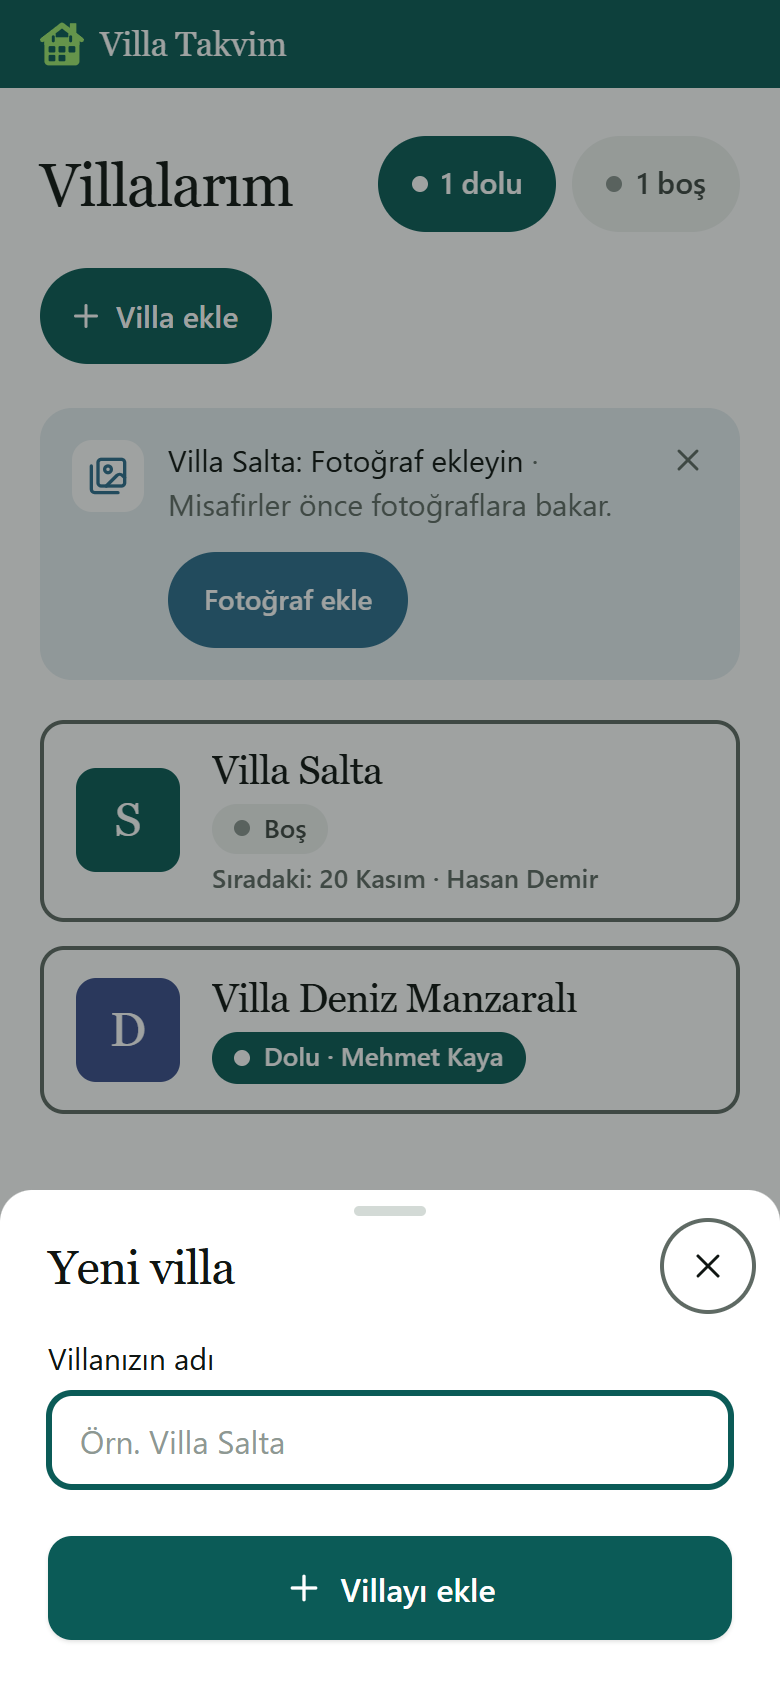 Villa Takvim
Villalarım
1 dolu
1 boş
Villa ekle
Villa Salta: Fotoğraf ekleyin ·
Misafirler önce fotoğraflara bakar.
Fotoğraf ekle
S
Villa Salta
Boş
Sıradaki: 20 Kasım · Hasan Demir
D
Villa Deniz Manzaralı
Dolu · Mehmet Kaya
Yeni villa
Villanızın adı
Örn. Villa Salta
Villayı ekle